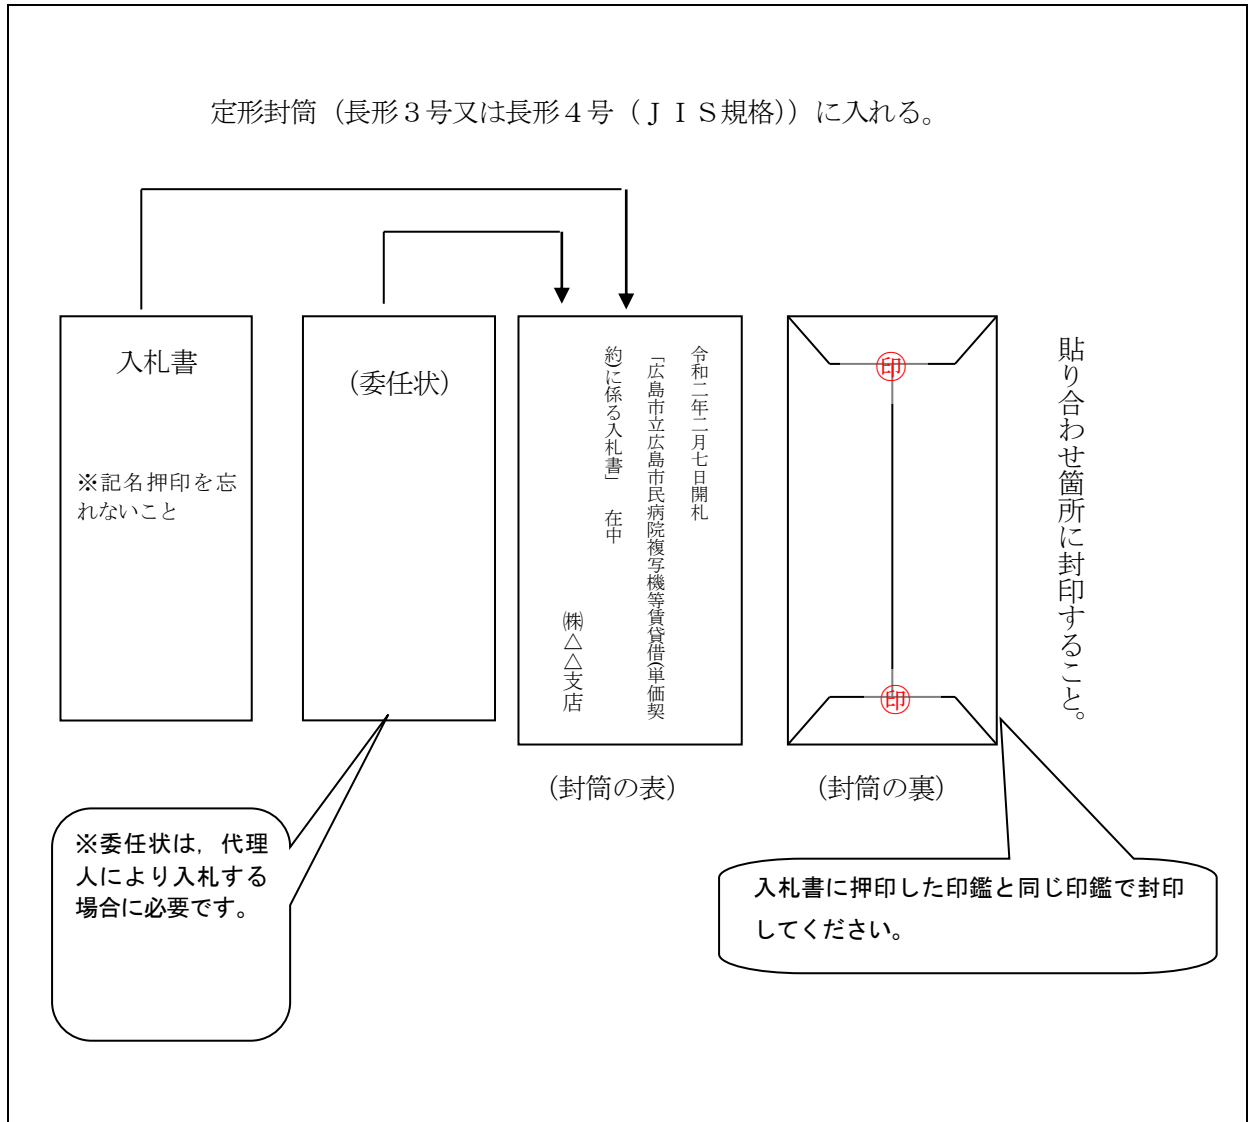 定形封筒（長形３号又は長形４号（ＪＩＳ規格））に入れる。
入札書
※記名押印を忘
れないこと
（委任状）
令和二年二月七日開札
「広島市立広島市民病院複写機等賃貸借(単価契
約)に係る入札書」　在中
㈱△△支店
印
印
貼り合わせ箇所に封印すること。
（封筒の表）
（封筒の裏）
※委任状は，代理
人により入札する
場合に必要です。
入札書に押印した印鑑と同じ印鑑で封印
してください。